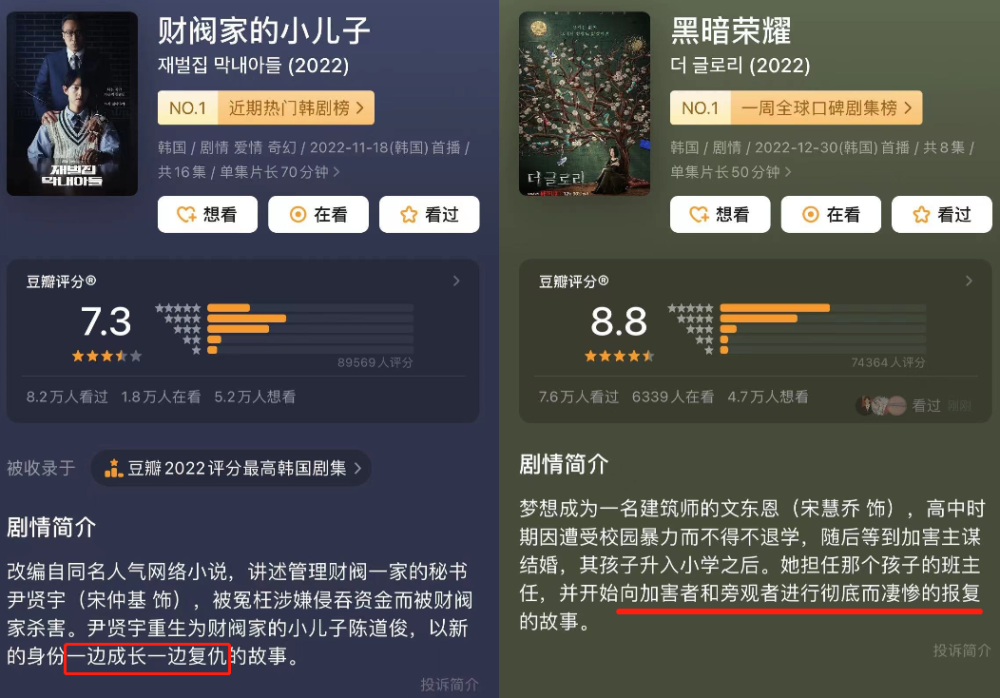 财阀家的小儿子
재벌집 막내아들 (2022)
NO.1 近期热门韩剧榜
韩国 / 剧情 爱情 奇幻 / 2022-11-18(韩国)首播 /
共16集 / 单集片长70分钟
想看 在看 看过
豆瓣评分®
7.3
89569人评分
8.2万人看过 1.8万人在看 5.2万人想看
被收录于 豆瓣2022评分最高韩国剧集
剧情简介
改编自同名人气网络小说，讲述管理财阀一家的秘书
尹贤宇（宋仲基 饰），被冤枉涉嫌侵吞资金而被财阀
家杀害。尹贤宇重生为财阀家的小儿子陈道俊，以新
的身份一边成长一边复仇的故事。
投诉简介
재벌집
막내아들
黑暗荣耀
더 글로리 (2022)
NO.1 一周全球口碑剧集榜
韩国 / 剧情 / 2022-12-30(韩国)首播 / 共8集 /
单集片长50分钟
想看 在看 看过
豆瓣评分®
8.8
74364人评分
7.6万人看过 6339人在看 4.7万人想看
看过 刚刚
剧情简介
梦想成为一名建筑师的文东恩（宋慧乔 饰），高中时
期因遭受校园暴力而不得不退学，随后等到加害主谋
结婚，其孩子升入小学之后。她担任那个孩子的班主
任，并开始向加害者和旁观者进行彻底而凄惨的报复
的故事。
投诉简介
더 글로리